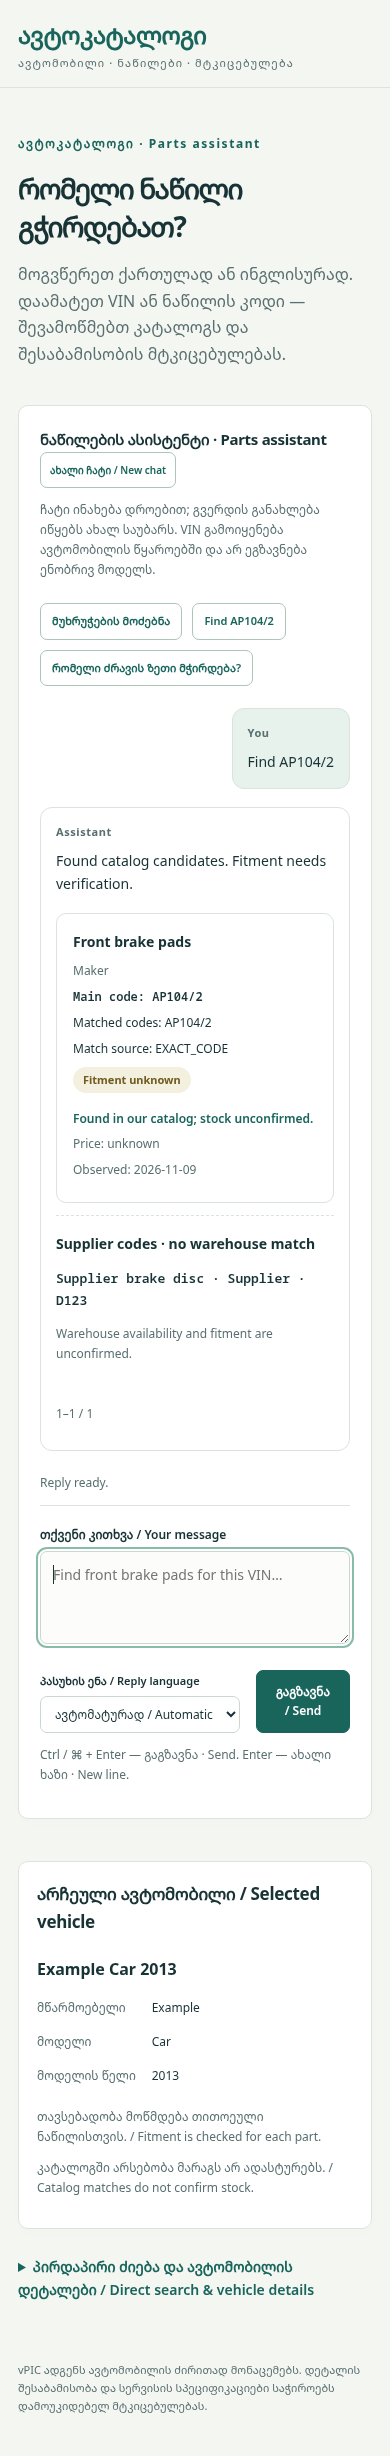 ავტოკატალოგი
ავტომობილი · ნაწილები · მტკიცებულება
ავტოკატალოგი · Parts assistant
რომელი ნაწილი
გჭირდებათ?
მოგვწერეთ ქართულად ან ინგლისურად.
დაამატეთ VIN ან ნაწილის კოდი —
შევამოწმებთ კატალოგს და
შესაბამისობის მტკიცებულებას.
ნაწილების ასისტენტი · Parts assistant
ახალი ჩატი / New chat
ჩატი ინახება დროებით; გვერდის განახლება
იწყებს ახალ საუბარს. VIN გამოიყენება
ავტომობილის წყაროებში და არ ეგზავნება
ენობრივ მოდელს.
მუხრუჭების მოძებნა
Find AP104/2
რომელი ძრავის ზეთი მჭირდება?
You
Find AP104/2
Assistant
Found catalog candidates. Fitment needs
verification.
Front brake pads
Maker
Main code: AP104/2
Matched codes: AP104/2
Match source: EXACT_CODE
Fitment unknown
Found in our catalog; stock unconfirmed.
Price: unknown
Observed: 2026-11-09
Supplier codes · no warehouse match
Supplier brake disc · Supplier ·
D123
Warehouse availability and fitment are
unconfirmed.
1–1 / 1
Reply ready.
თქვენი კითხვა / Your message
Find front brake pads for this VIN...
პასუხის ენა / Reply language
ავტომატურად / Automatic
გაგზავნა
/ Send
Ctrl / ⌘ + Enter — გაგზავნა · Send. Enter — ახალი
ხაზი · New line.
არჩეული ავტომობილი / Selected
vehicle
Example Car 2013
მწარმოებელი Example
მოდელი Car
მოდელის წელი 2013
თავსებადობა მოწმდება თითოეული
ნაწილისთვის. / Fitment is checked for each part.
კატალოგში არსებობა მარაგს არ ადასტურებს. /
Catalog matches do not confirm stock.
▶ პირდაპირი ძიება და ავტომობილის
დეტალები / Direct search & vehicle details
vPIC ადგენს ავტომობილის ძირითად მონაცემებს. დეტალის
შესაბამისობა და სერვისის სპეციფიკაციები საჭიროებს
დამოუკიდებელ მტკიცებულებას.